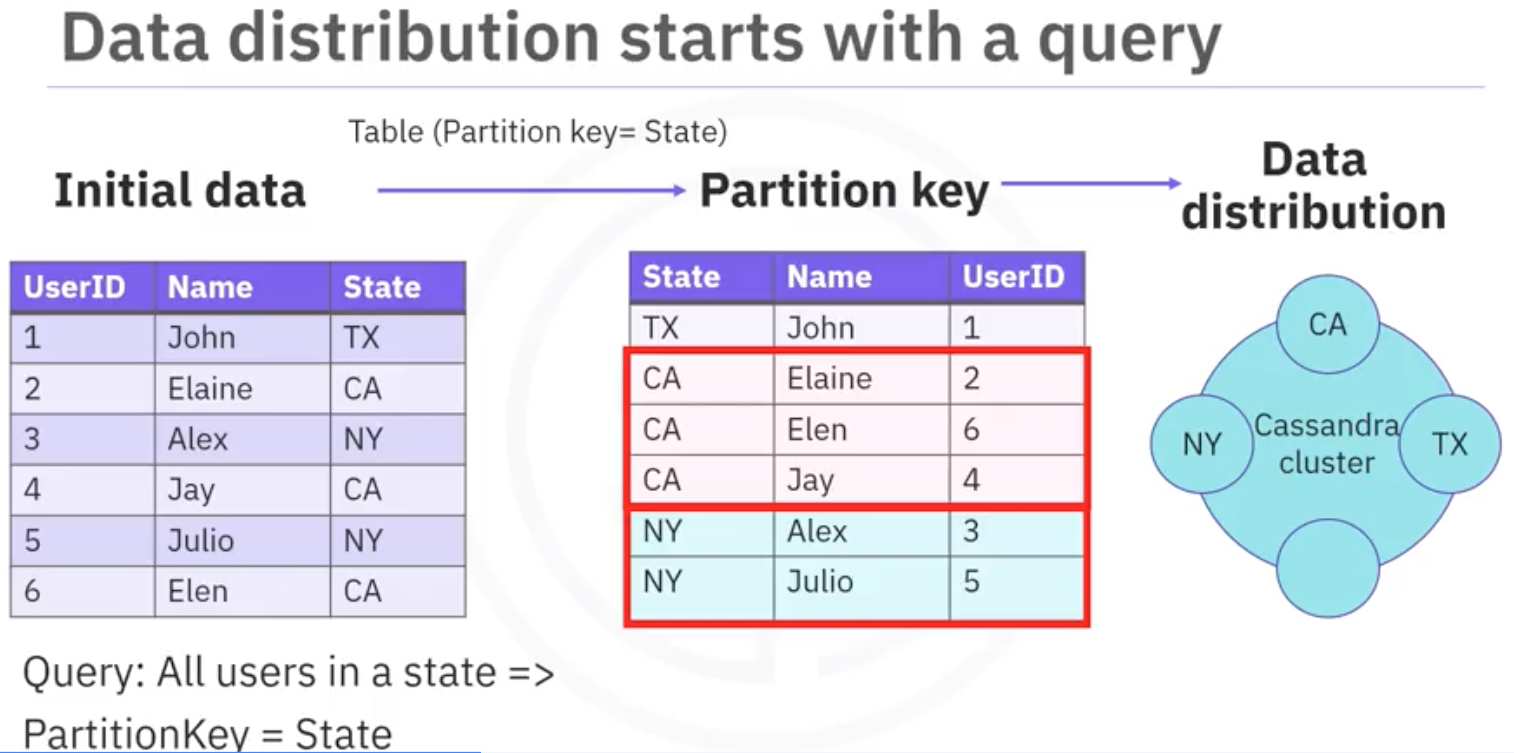 Data distribution starts with a query
Table (Partition key= State)
Initial data
Partition key
Data
distribution
UserID Name State
1 John TX
2 Elaine CA
3 Alex NY
4 Jay CA
5 Julio NY
6 Elen CA
State Name UserID
TX John 1
CA Elaine 2
CA Elen 6
CA Jay 4
NY Alex 3
NY Julio 5
CA
NY
Cassandra
cluster
TX
Query: All users in a state =>
PartitionKey = State